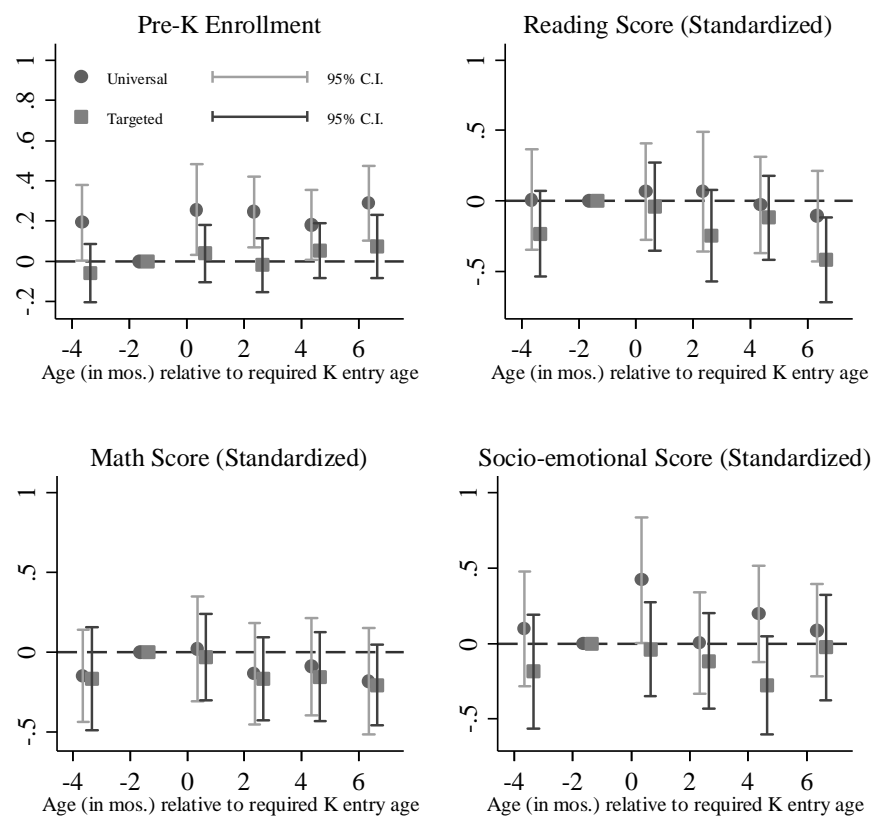 Pre-K Enrollment
1
.8
.6
.4
.2
0
-.2
Universal 95% C.I.
Targeted 95% C.I.
-4 -2 0 2 4 6
Age (in mos.) relative to required K entry age
Reading Score (Standardized)
1
.5
0
-.5
-4 -2 0 2 4 6
Age (in mos.) relative to required K entry age
Math Score (Standardized)
1
.5
0
-.5
-4 -2 0 2 4 6
Age (in mos.) relative to required K entry age
Socio-emotional Score (Standardized)
1
.5
0
-.5
-4 -2 0 2 4 6
Age (in mos.) relative to required K entry age